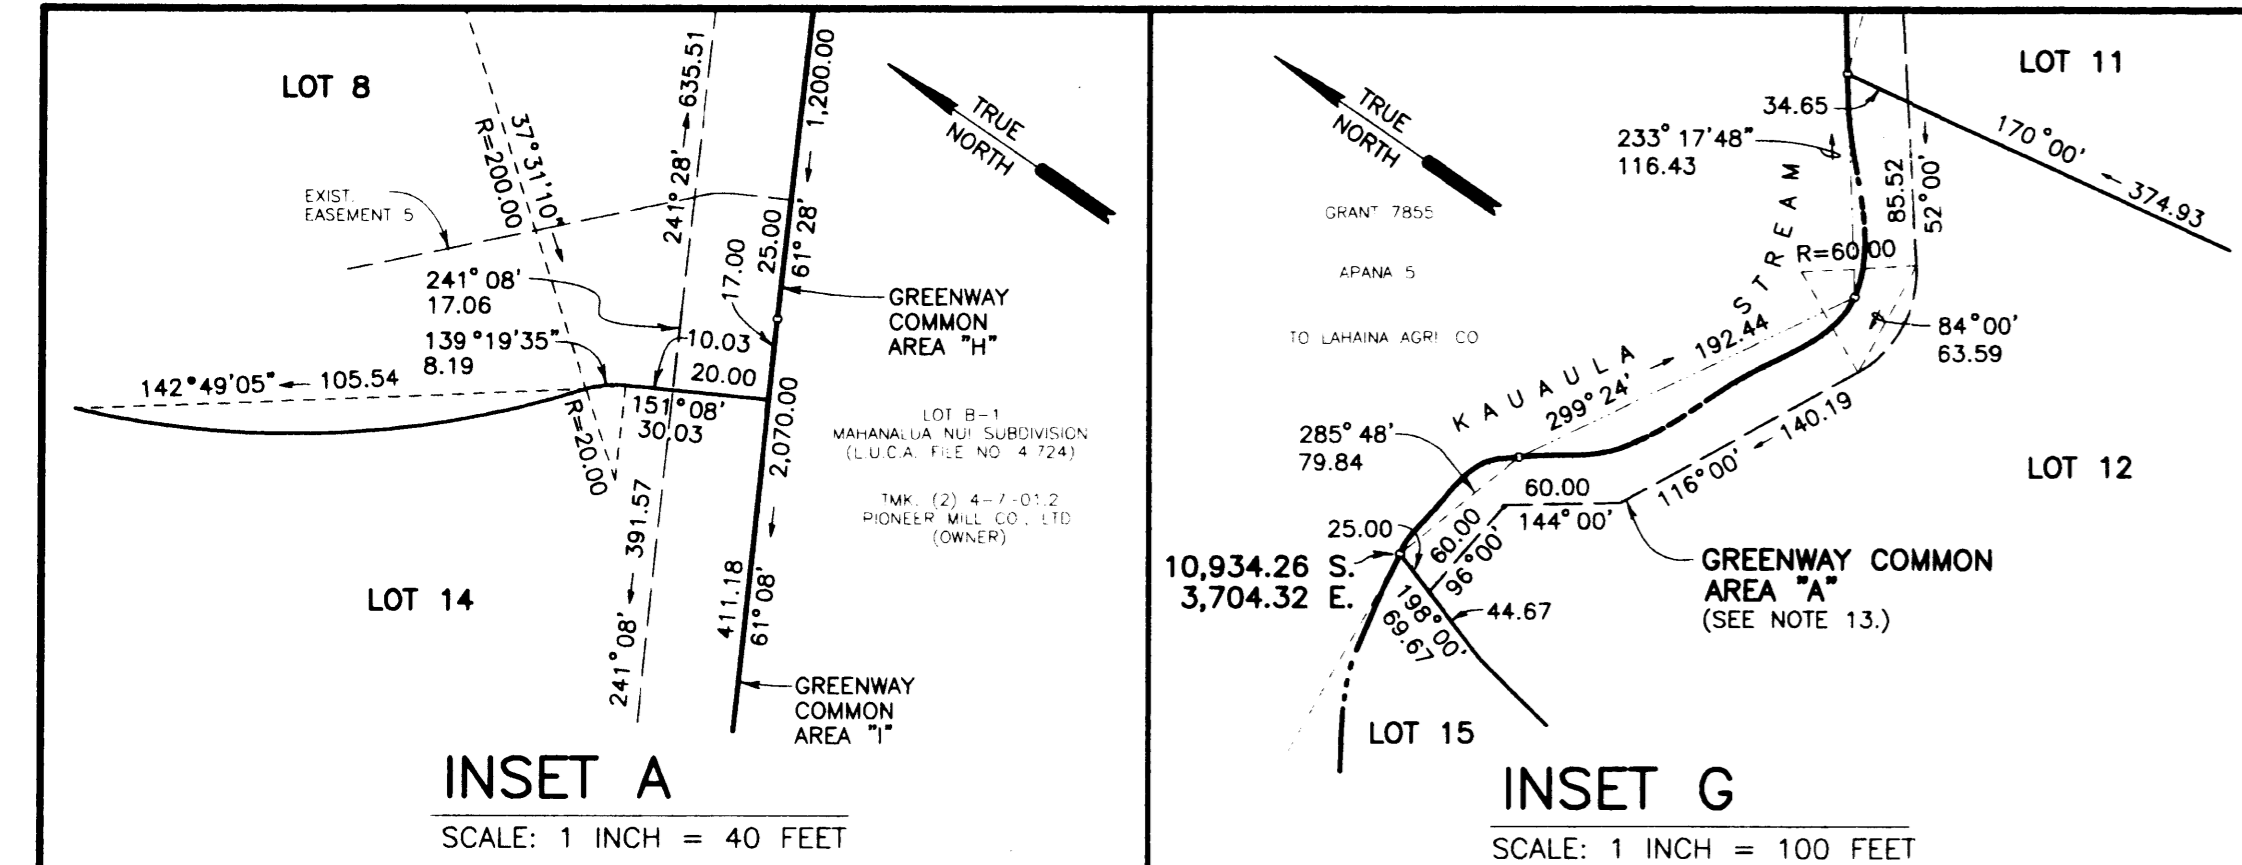 LOT 8
37°31'10"
R=200.00
241° 28' 635.51
1,200.00
TRUE
NORTH
EXIST.
EASEMENT 5
25.00
61° 28'
17.00
241° 08'
17.06
GREENWAY
COMMON
AREA "H"
139°19'35"
8.19
10.03
20.00
142°49'05" 105.54
R=20.00
151°08'
30.03
2,070.00
LOT B-1
MAHANALUA NUI SUBDIVISION
(L.U.C.A. FILE NO. 4.724)
TMK. (2) 4-7-01:2
PIONEER MILL CO., LTD
(OWNER)
LOT 14
241°08' 391.57
411.18
61°08'
GREENWAY
COMMON
AREA "I"
INSET A
SCALE: 1 INCH = 40 FEET
TRUE
NORTH
LOT 11
34.65
233° 17'48"
116.43
170°00' 374.93
85.52
52°00'
GRANT 7855
APANA 5
TO LAHAINA AGRI. CO
KAUAULA STREAM
R=60.00
84°00'
63.59
192.44
299°24'
285° 48'
79.84
116°00' 140.19
LOT 12
60.00
144°00'
25.00
60.00
96°00'
10,934.26 S.
3,704.32 E.
GREENWAY COMMON
AREA "A"
(SEE NOTE 13.)
198°00'
69.67
44.67
LOT 15
INSET G
SCALE: 1 INCH = 100 FEET